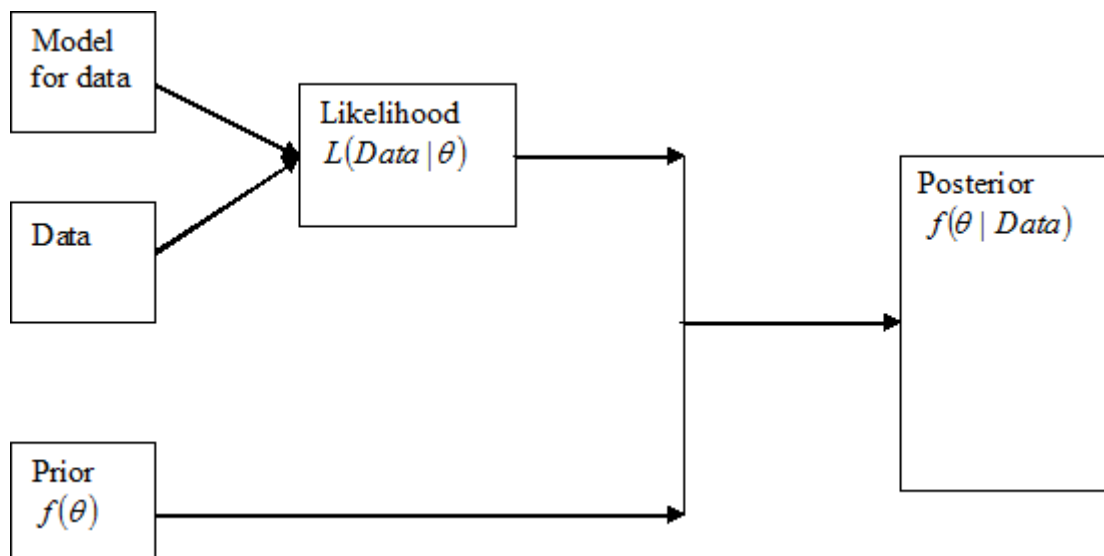 Model
for data
Likelihood
L(Data | θ)
Data
Posterior
f(θ | Data)
Prior
f(θ)